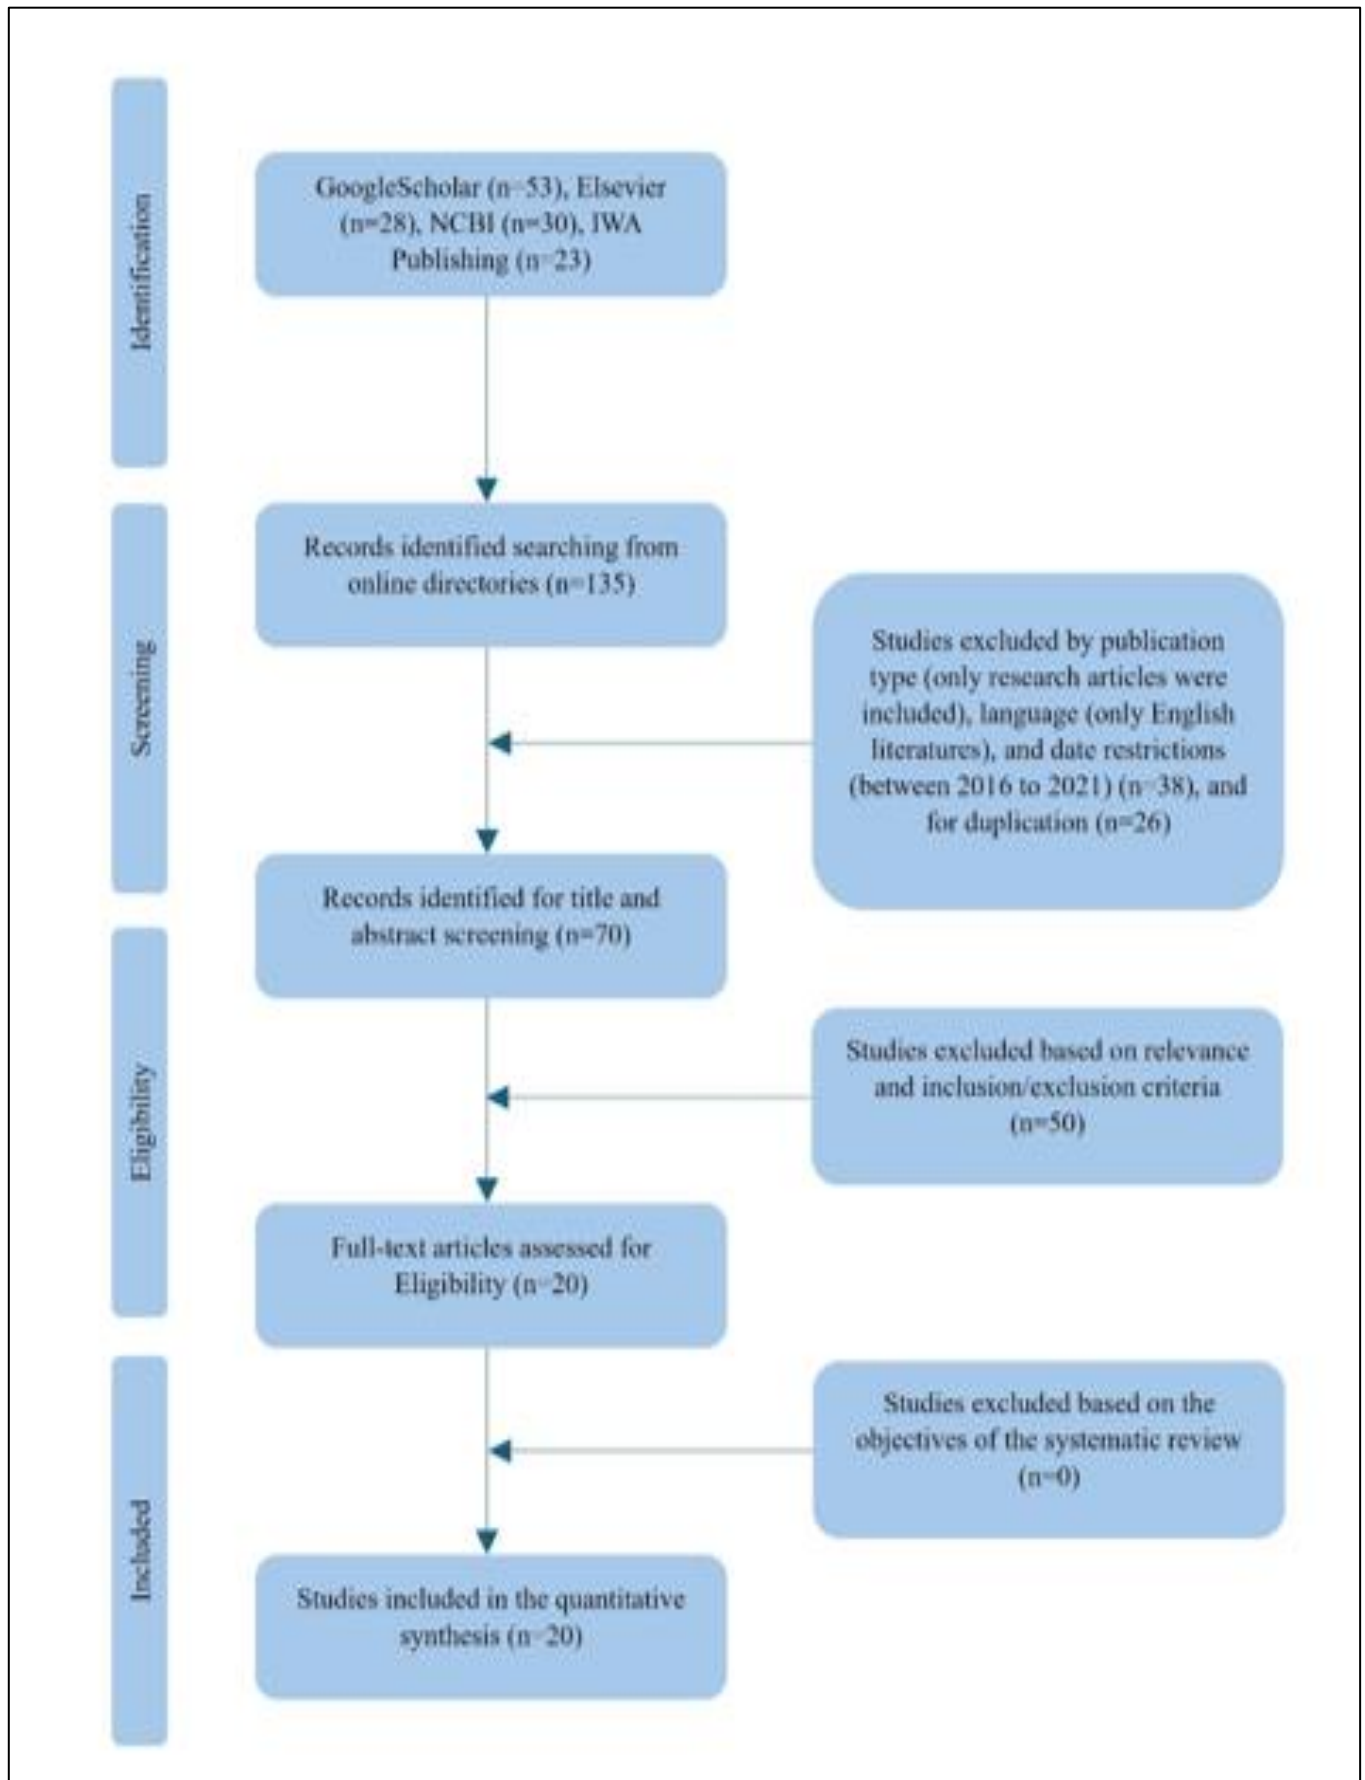 Identification
GoogleScholar (n=53), Elsevier
(n=28), NCBI (n=30), IWA
Publishing (n=23)
Screening
Records identified searching from
online directories (n=135)
Studies excluded by publication
type (only research articles were
included), language (only English
literatures), and date restrictions
(between 2016 to 2021) (n=38), and
for duplication (n=26)
Records identified for title and
abstract screening (n=70)
Eligibility
Studies excluded based on relevance
and inclusion/exclusion criteria
(n=50)
Full-text articles assessed for
Eligibility (n=20)
Included
Studies excluded based on the
objectives of the systematic review
(n=0)
Studies included in the quantitative
synthesis (n=20)